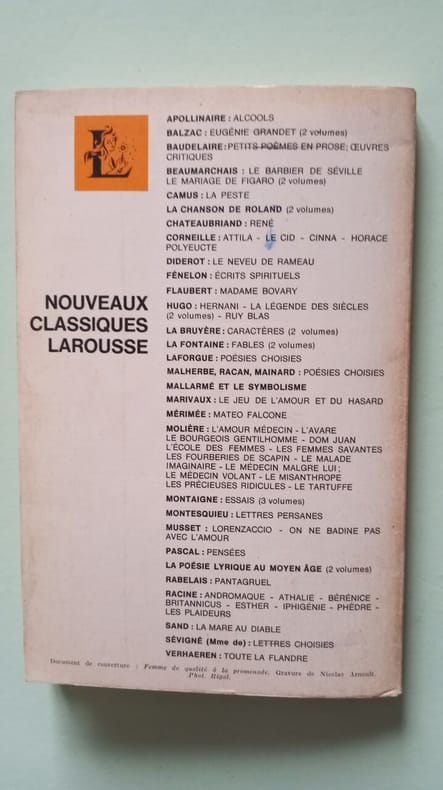 L
APOLLINAIRE : ALCOOLS
BALZAC : EUGÉNIE GRANDET (2 volumes)
BAUDELAIRE : PETITS POÈMES EN PROSE; ŒUVRES
CRITIQUES
BEAUMARCHAIS : LE BARBIER DE SÉVILLE
LE MARIAGE DE FIGARO (2 volumes)
CAMUS : LA PESTE
LA CHANSON DE ROLAND (2 volumes)
CHATEAUBRIAND : RENÉ
CORNEILLE : ATTILA - LE CID - CINNA - HORACE
POLYEUCTE
DIDEROT : LE NEVEU DE RAMEAU
FÉNELON : ÉCRITS SPIRITUELS
FLAUBERT : MADAME BOVARY
HUGO : HERNANI - LA LÉGENDE DES SIÈCLES
(2 volumes) - RUY BLAS
LA BRUYÈRE : CARACTÈRES (2 volumes)
LA FONTAINE : FABLES (2 volumes)
LAFORGUE : POÉSIES CHOISIES
MALHERBE, RACAN, MAINARD : POÉSIES CHOISIES
MALLARMÉ ET LE SYMBOLISME
MARIVAUX : LE JEU DE L'AMOUR ET DU HASARD
MÉRIMÉE : MATEO FALCONE
MOLIÈRE : L'AMOUR MÉDECIN - L'AVARE
LE BOURGEOIS GENTILHOMME - DOM JUAN
L'ÉCOLE DES FEMMES - LES FEMMES SAVANTES
LES FOURBERIES DE SCAPIN - LE MALADE
IMAGINAIRE - LE MÉDECIN MALGRE LUI ;
LE MÉDECIN VOLANT - LE MISANTHROPE
LES PRÉCIEUSES RIDICULES - LE TARTUFFE
MONTAIGNE : ESSAIS (3 volumes)
MONTESQUIEU : LETTRES PERSANES
MUSSET : LORENZACCIO - ON NE BADINE PAS
AVEC L'AMOUR
PASCAL : PENSÉES
LA POÉSIE LYRIQUE AU MOYEN ÂGE (2 volumes)
RABELAIS : PANTAGRUEL
RACINE : ANDROMAQUE - ATHALIE - BÉRÉNICE -
BRITANNICUS - ESTHER - IPHIGÉNIE - PHÈDRE -
LES PLAIDEURS
SAND : LA MARE AU DIABLE
SÉVIGNÉ (Mme de) : LETTRES CHOISIES
VERHAEREN : TOUTE LA FLANDRE
NOUVEAUX
CLASSIQUES
LAROUSSE
Document de couverture : Femme de qualité à la promenade. Gravure de Nicolas Arnoult.
Phot. Rigal.